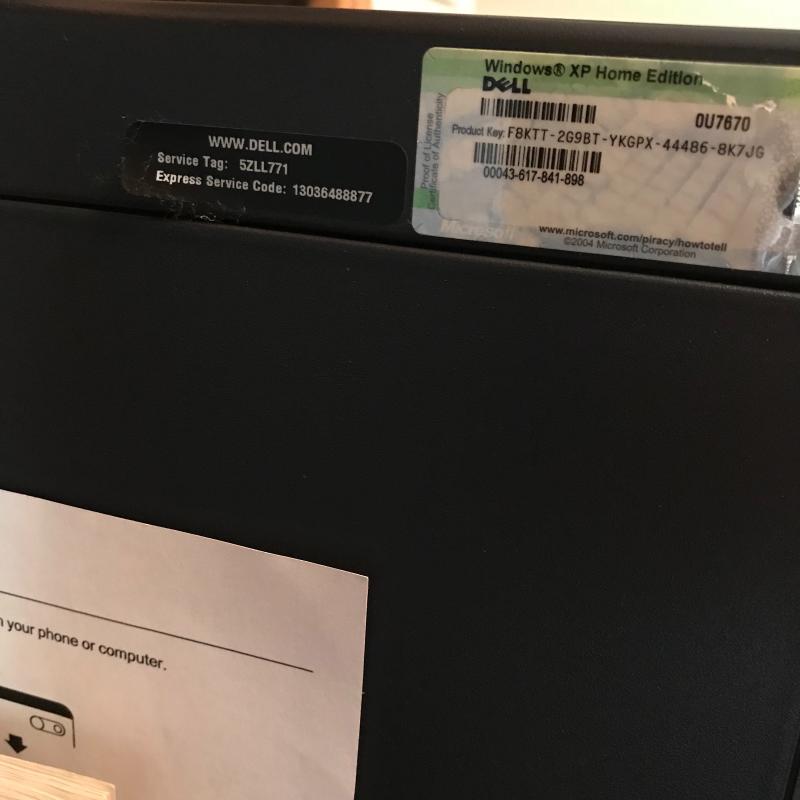 WWW.DELL.COM
Service Tag: 5ZLL771
Express Service Code: 13036488877
Windows® XP Home Edition
DELL
0U7670
Product Key: F8KTT-2G9BT-YKGPX-44486-8K7JG
00043-617-841-898
Proof of License
Certificate of Authenticity
Microsoft
www.microsoft.com/piracy/howtotell
©2004 Microsoft Corporation
your phone or computer.